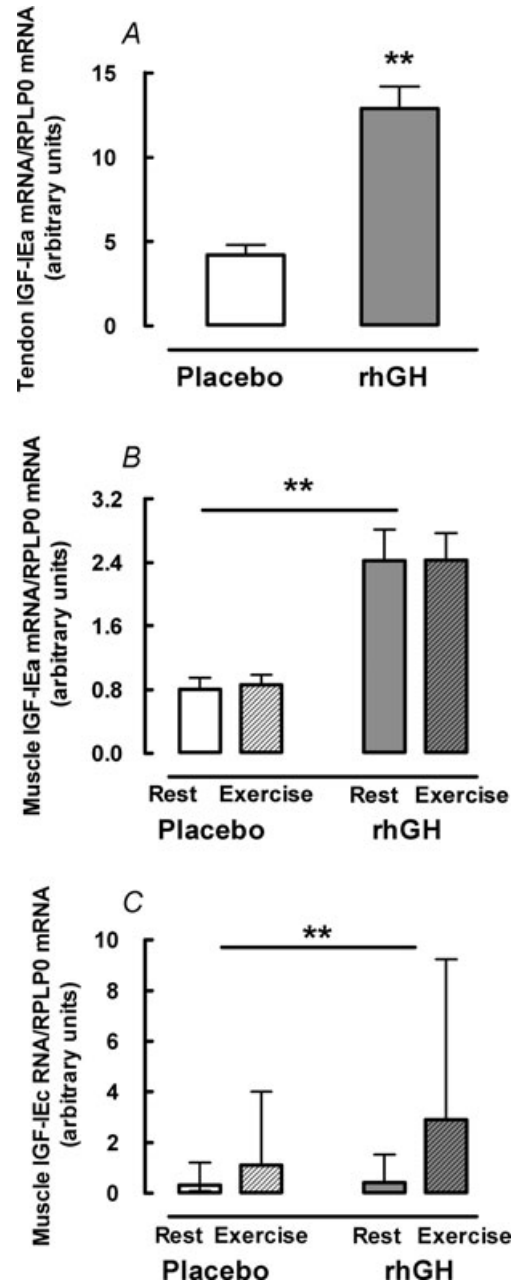 A
Tendon IGF-IEa mRNA/RPLP0 mRNA
(arbitrary units)
15
10
5
0
**
Placebo rhGH
B
Muscle IGF-IEa mRNA/RPLP0 mRNA
(arbitrary units)
3.2
2.4
1.6
0.8
0.0
**
Rest Exercise Rest Exercise
Placebo rhGH
C
Muscle IGF-IEc RNA/RPLP0 mRNA
(arbitrary units)
10
8
6
4
2
0
**
Rest Exercise Rest Exercise
Placebo rhGH